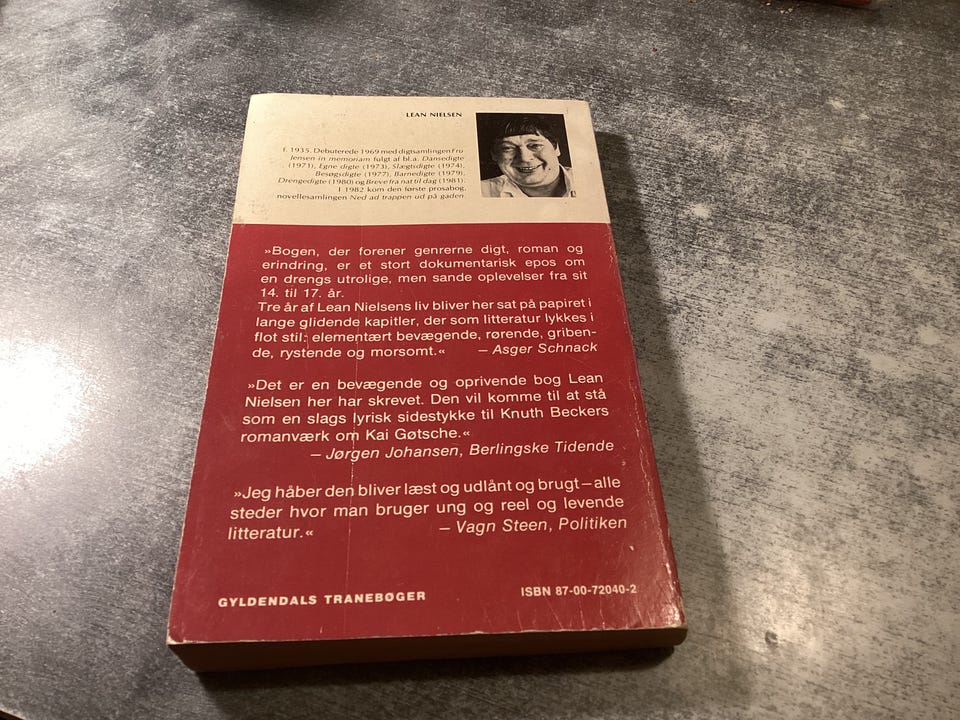 LEAN NIELSEN
f. 1935. Debuterede 1969 med digtsamlingen Fru
Jensen in memoriam fulgt af bl.a. Dansedigte
(1971), Egne digte (1973), Slægtsdigte (1974),
Besøgsdigte (1977), Barnedigte (1979),
Drengedigte (1980) og Breve fra nat til dag (1981).
I 1982 kom den første prosabog,
novellesamlingen Ned ad trappen ud på gaden.
»Bogen, der forener genrerne digt, roman og
erindring, er et stort dokumentarisk epos om
en drengs utrolige, men sande oplevelser fra sit
14. til 17. år.
Tre år af Lean Nielsens liv bliver her sat på papiret i
lange glidende kapitler, der som litteratur lykkes i
flot stil: elementært bevægende, rørende, griben-
de, rystende og morsomt.« – Asger Schnack
»Det er en bevægende og oprivende bog Lean
Nielsen her har skrevet. Den vil komme til at stå
som en slags lyrisk sidestykke til Knuth Beckers
romanværk om Kai Gøtsche.«
– Jørgen Johansen, Berlingske Tidende
»Jeg håber den bliver læst og udlånt og brugt – alle
steder hvor man bruger ung og reel og levende
litteratur.« – Vagn Steen, Politiken
GYLDENDALS TRANEBØGER ISBN 87-00-72040-2